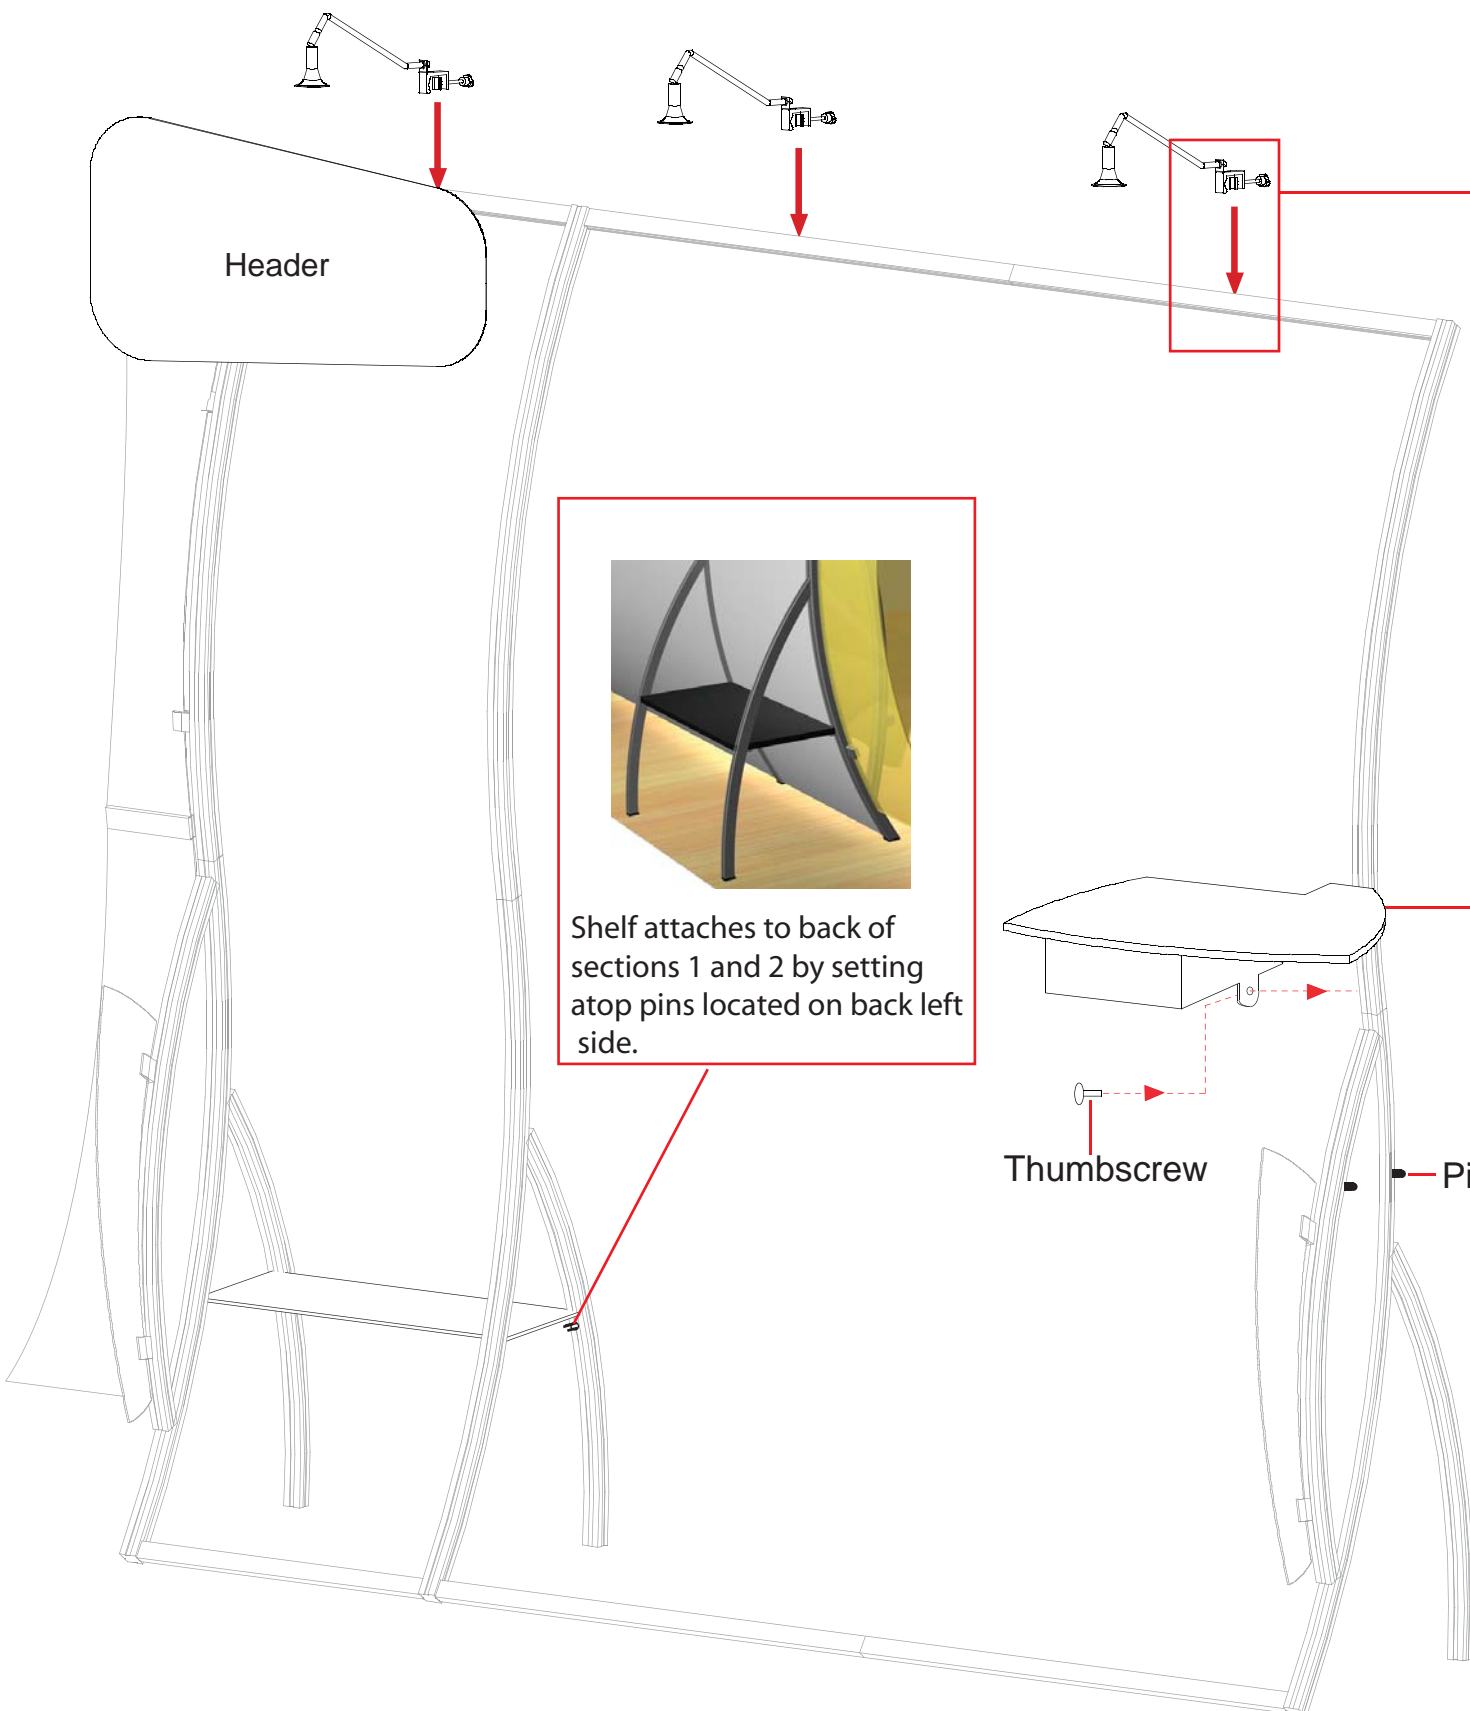 Header
Shelf attaches to back of
sections 1 and 2 by setting
atop pins located on back left
side.
Thumbscrew